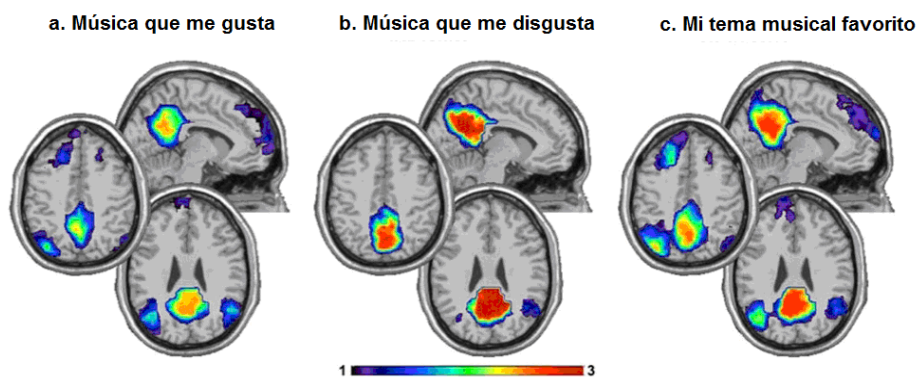 a. Música que me gusta
b. Música que me disgusta
c. Mi tema musical favorito
1
3